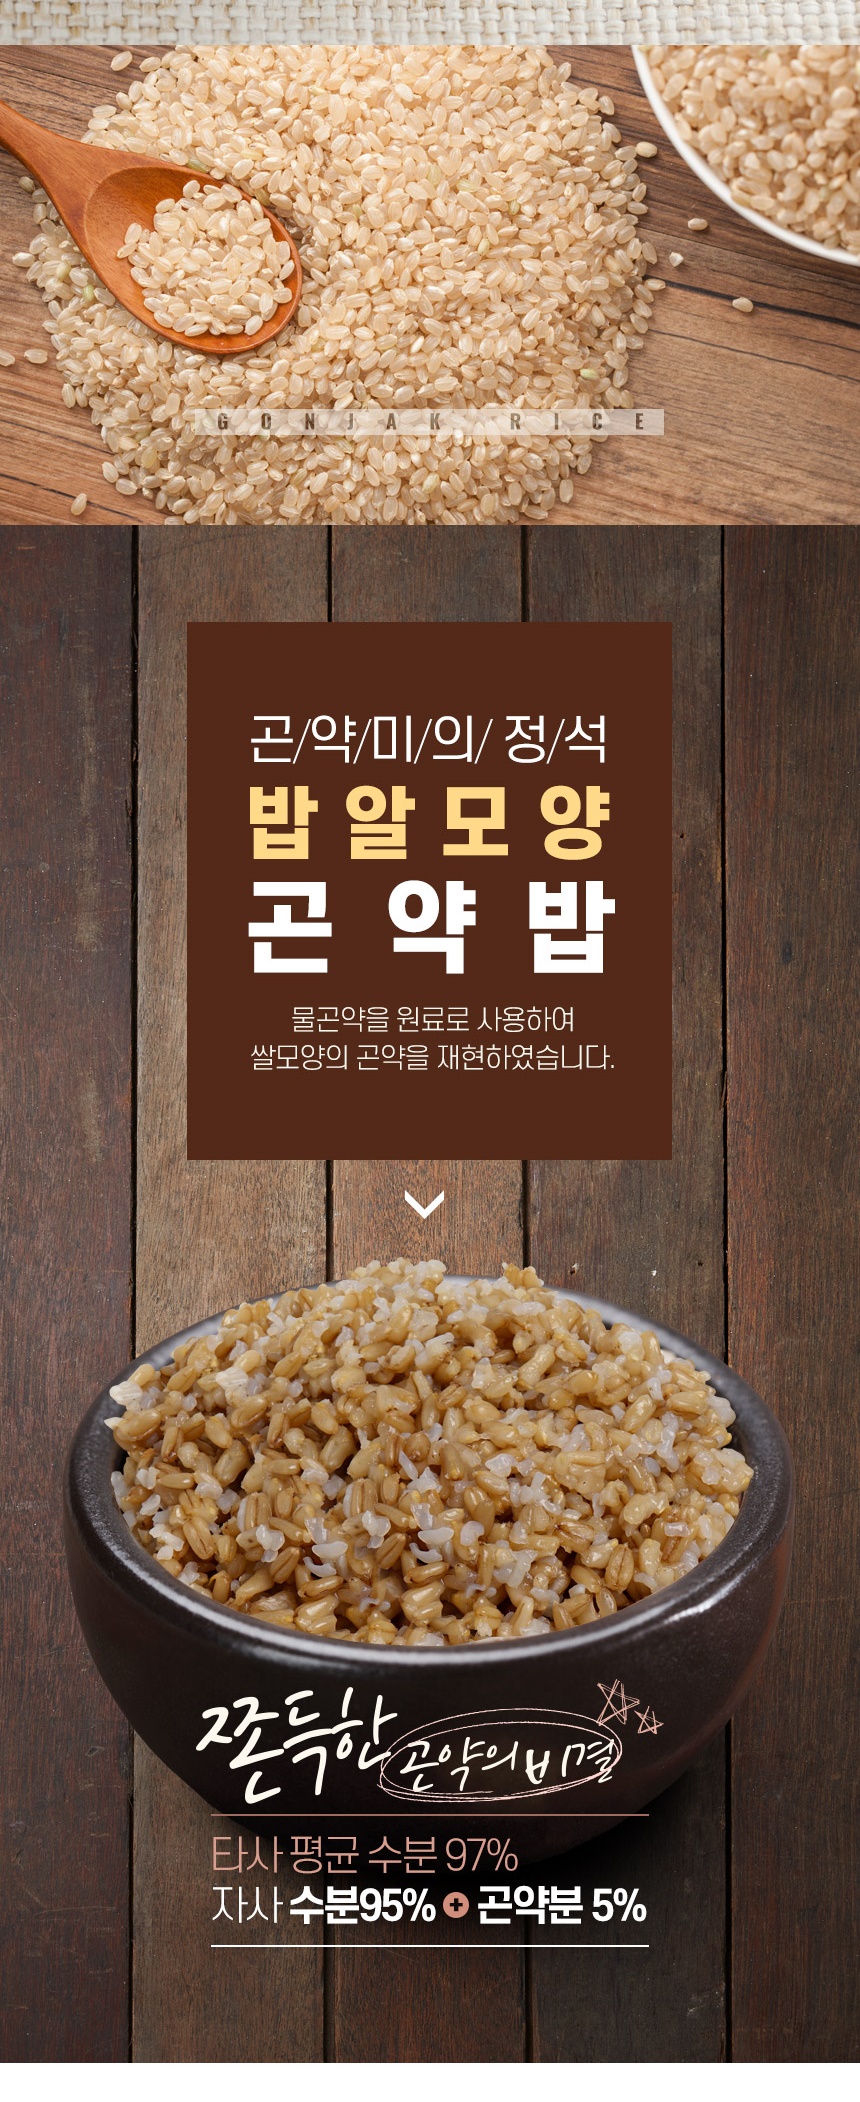 GONJAK RICE
곤/약/미/의/ 정/석
밥알모양
곤약밥
물곤약을 원료로 사용하여
쌀모양의 곤약을 재현하였습니다.
쫀득한 곤약의 비결
타사 평균 수분 97%
자사 수분95% + 곤약분 5%